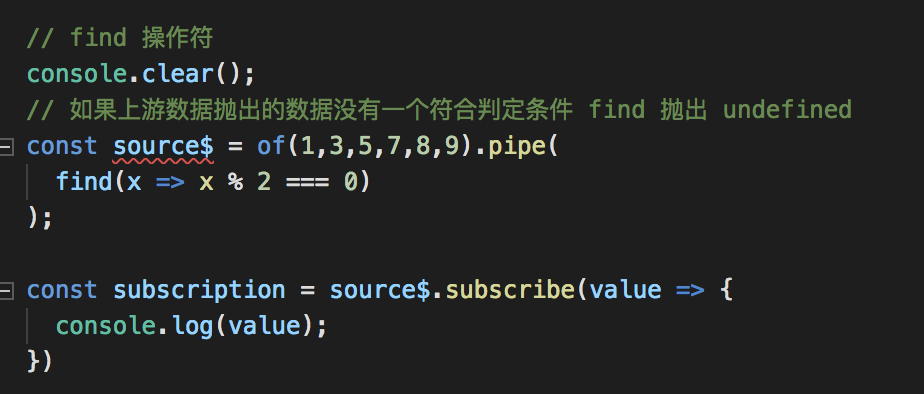 // find 操作符
console.clear();
// 如果上游数据抛出的数据没有一个符合判定条件 find 抛出 undefined
const source$ = of(1,3,5,7,8,9).pipe(
  find(x => x % 2 === 0)
);
const subscription = source$.subscribe(value => {
  console.log(value);
})